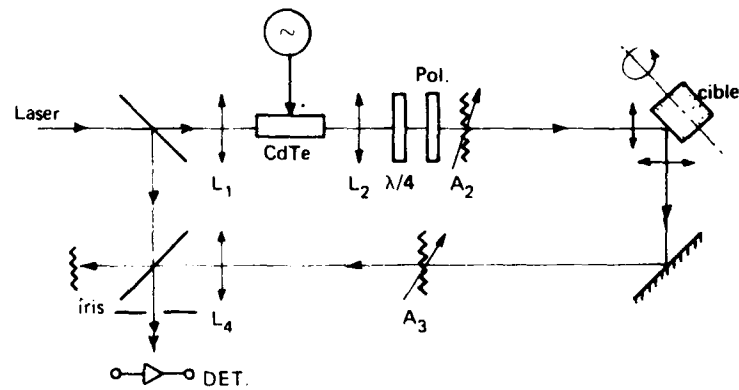 Laser
CdTe
Pol.
cible
L1
L2
λ/4
A2
iris
L4
A3
DET.